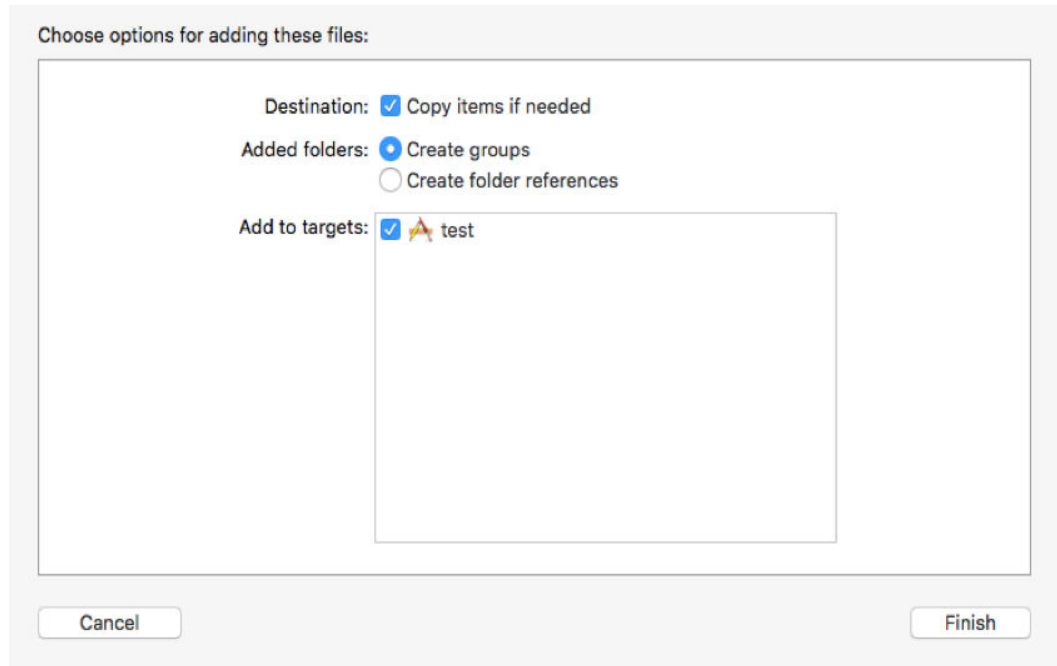 Choose options for adding these files:
Destination: Copy items if needed
Added folders: Create groups
Create folder references
Add to targets: test
Cancel Finish